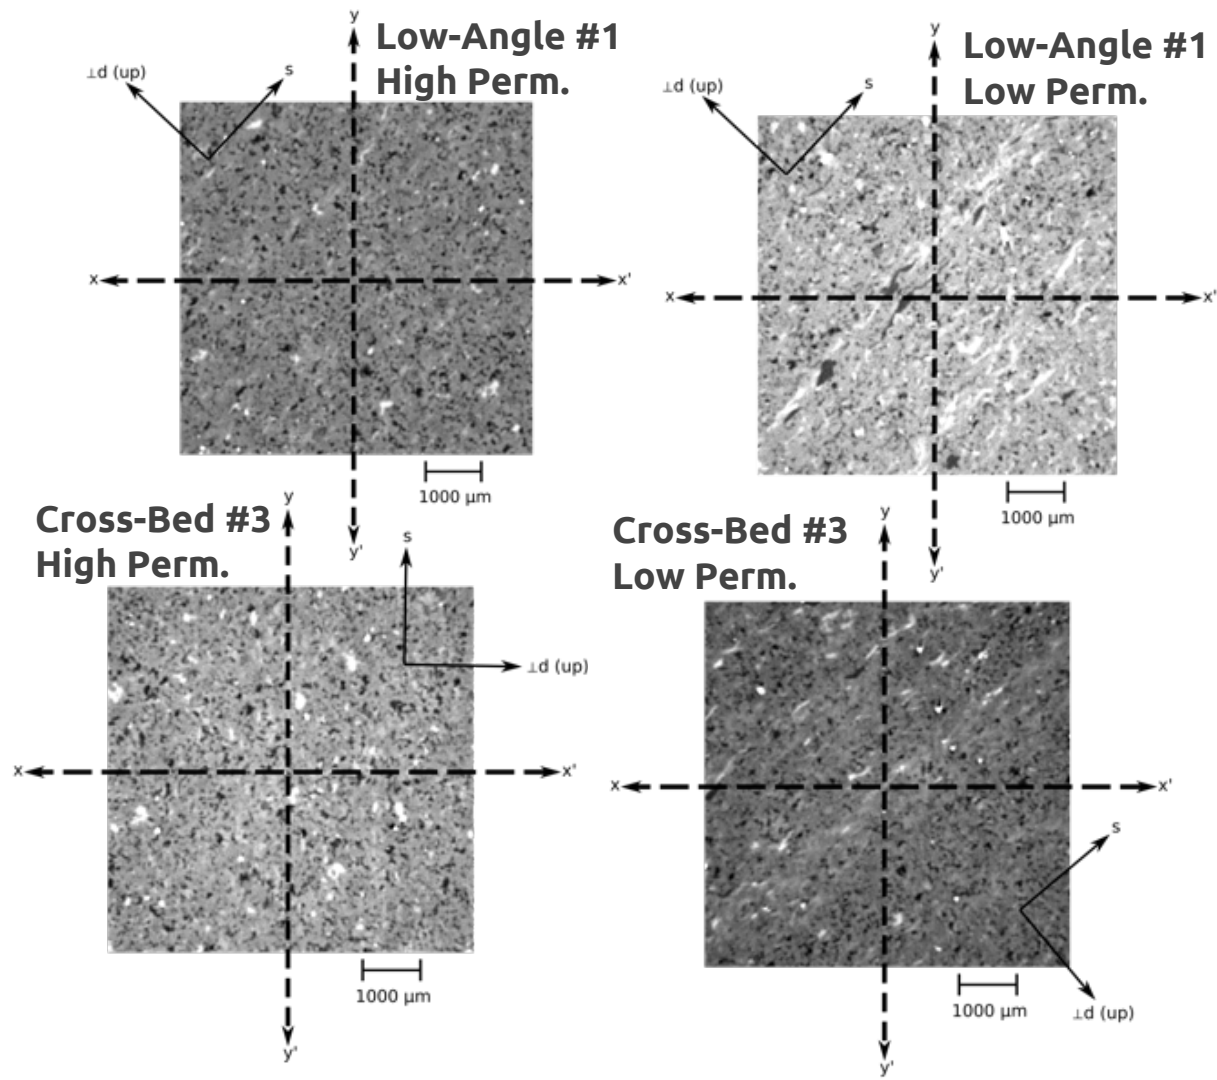 y
Low-Angle #1
High Perm.
⊥d (up)
s
x
x'
1000 µm
y'
y
Low-Angle #1
Low Perm.
⊥d (up)
s
x
x'
1000 µm
y'
Cross-Bed #3
High Perm.
y
s
⊥d (up)
x
x'
1000 µm
y'
Cross-Bed #3
Low Perm.
y
x
x'
s
⊥d (up)
1000 µm
y'